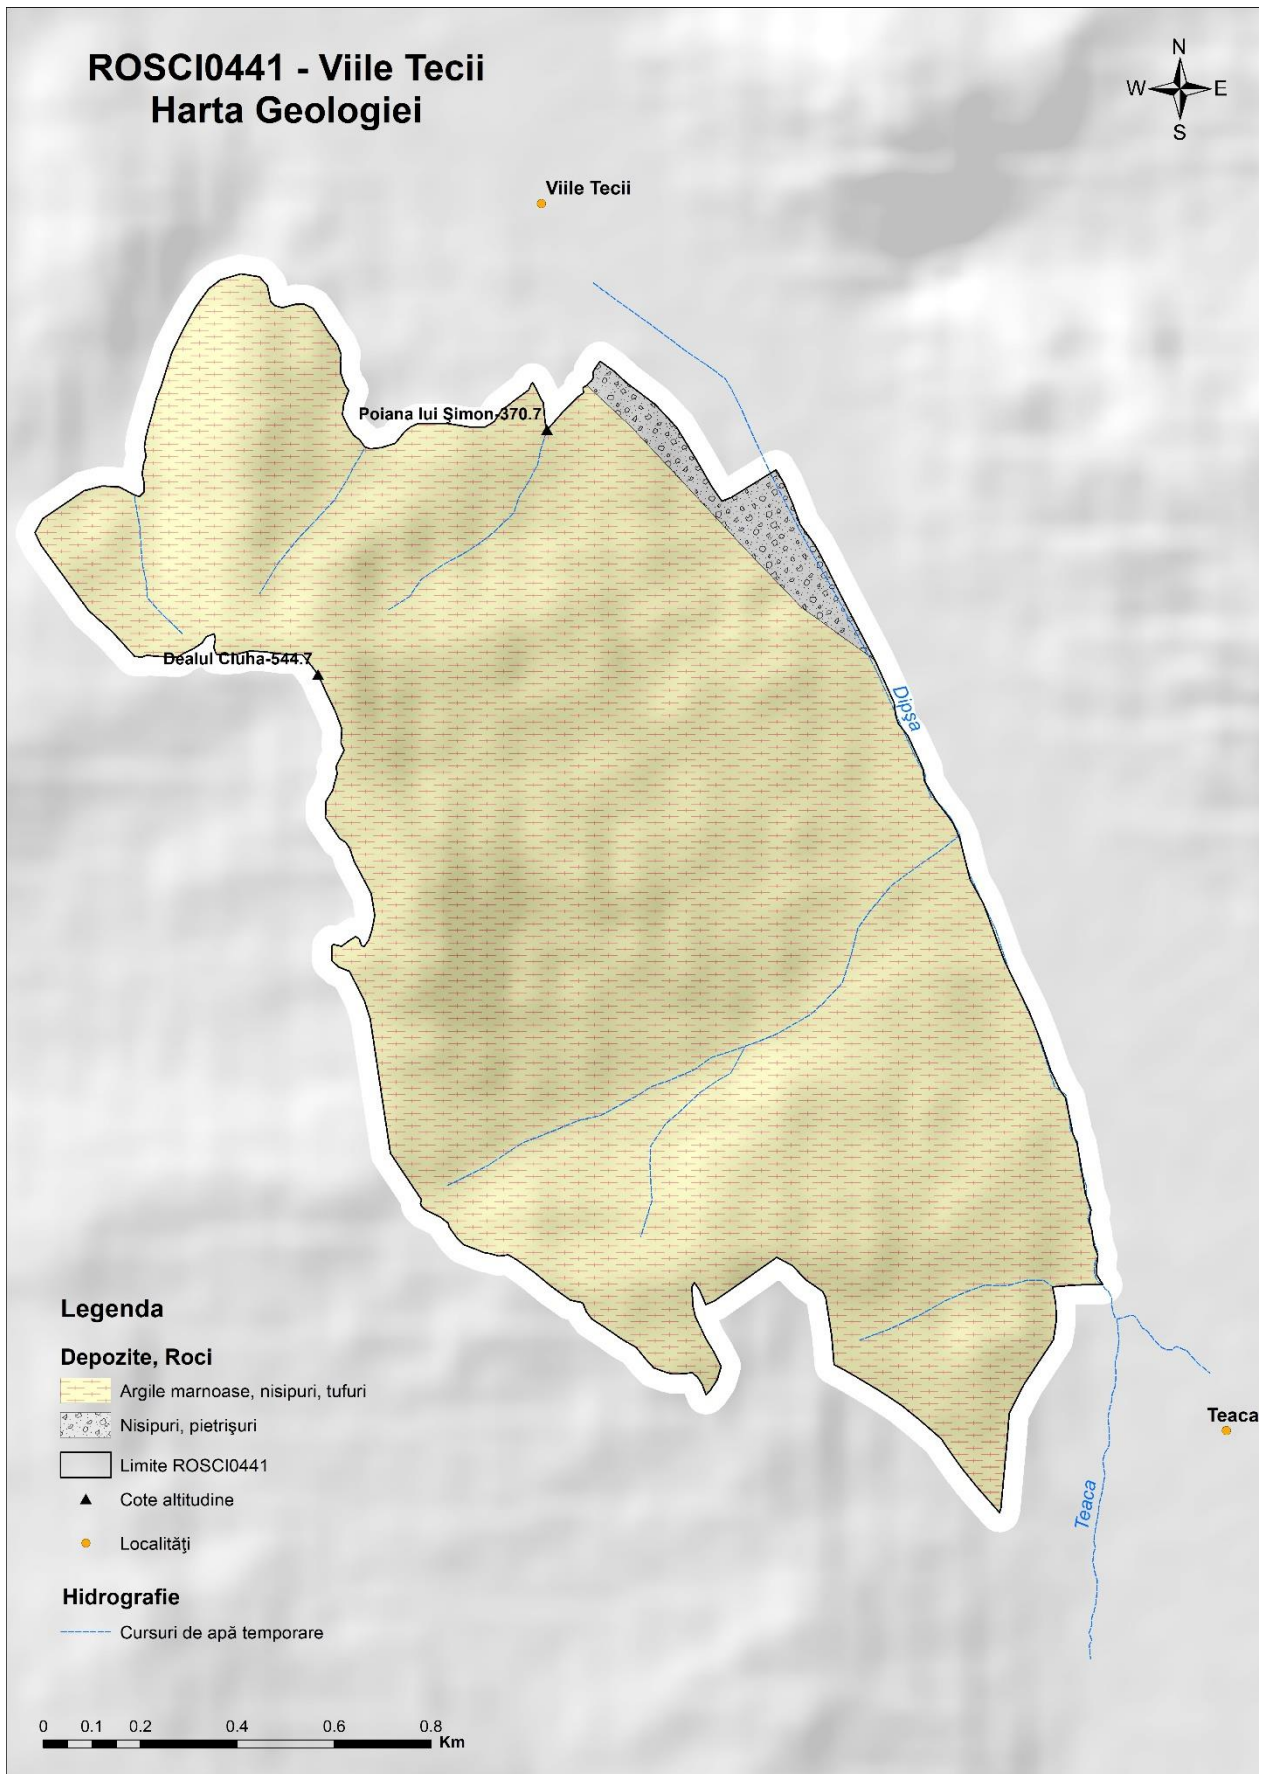 ROSCI0441 - Viile Tecii
Harta Geologiei
N
W E
S
Viile Tecii
Poiana lui Şimon-370.7
Dealul Ciuha-544.7
Dipşa
Legenda
Depozite, Roci
Argile marnoase, nisipuri, tufuri
Nisipuri, pietrişuri
Limite ROSCI0441
Cote altitudine
Localităţi
Hidrografie
Cursuri de apă temporare
Teaca
Teaca
0 0.1 0.2 0.4 0.6 0.8
Km